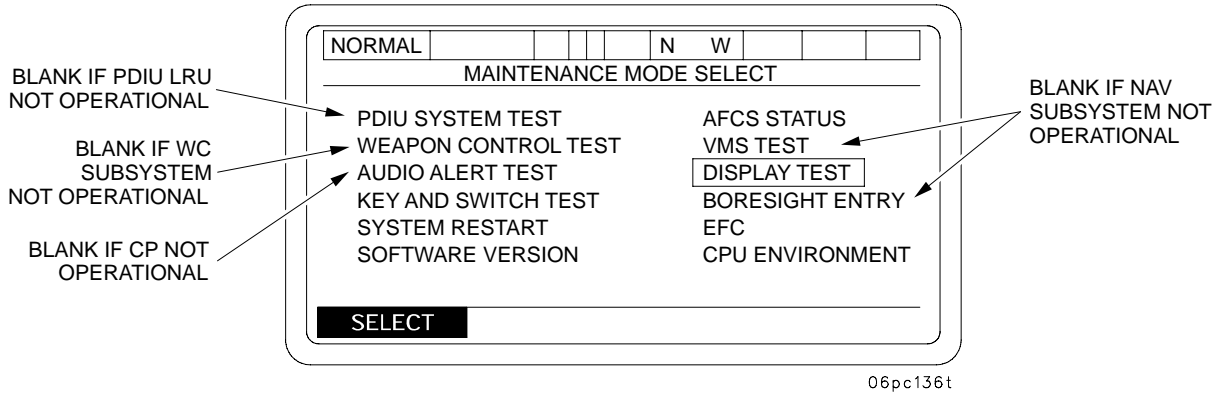 NORMAL N W
MAINTENANCE MODE SELECT
BLANK IF PDIU LRU
NOT OPERATIONAL
BLANK IF WC
SUBSYSTEM
NOT OPERATIONAL
BLANK IF CP NOT
OPERATIONAL
PDIU SYSTEM TEST
WEAPON CONTROL TEST
AUDIO ALERT TEST
KEY AND SWITCH TEST
SYSTEM RESTART
SOFTWARE VERSION
AFCS STATUS
VMS TEST
DISPLAY TEST
BORESIGHT ENTRY
EFC
CPU ENVIRONMENT
BLANK IF NAV
SUBSYSTEM NOT
OPERATIONAL
SELECT
06pc136t